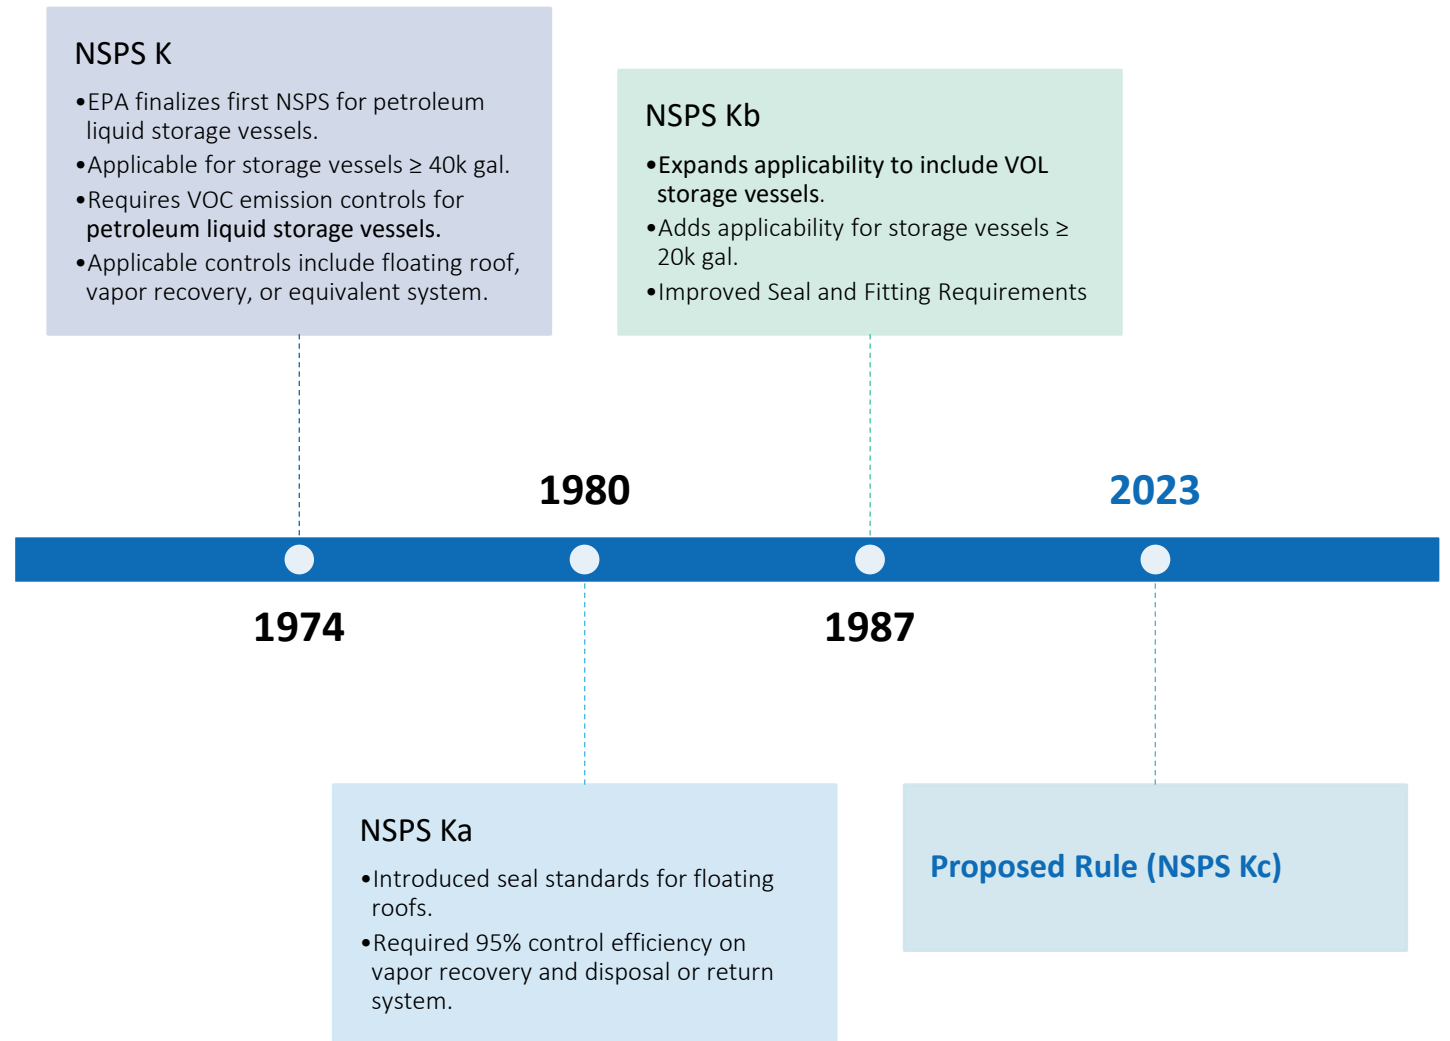 NSPS K
•EPA finalizes first NSPS for petroleum
liquid storage vessels.
•Applicable for storage vessels ≥ 40k gal.
•Requires VOC emission controls for
petroleum liquid storage vessels.
•Applicable controls include floating roof,
vapor recovery, or equivalent system.
NSPS Kb
•Expands applicability to include VOL
storage vessels.
•Adds applicability for storage vessels ≥
20k gal.
•Improved Seal and Fitting Requirements
1980
2023
1974
1987
NSPS Ka
•Introduced seal standards for floating
roofs.
•Required 95% control efficiency on
vapor recovery and disposal or return
system.
Proposed Rule (NSPS Kc)